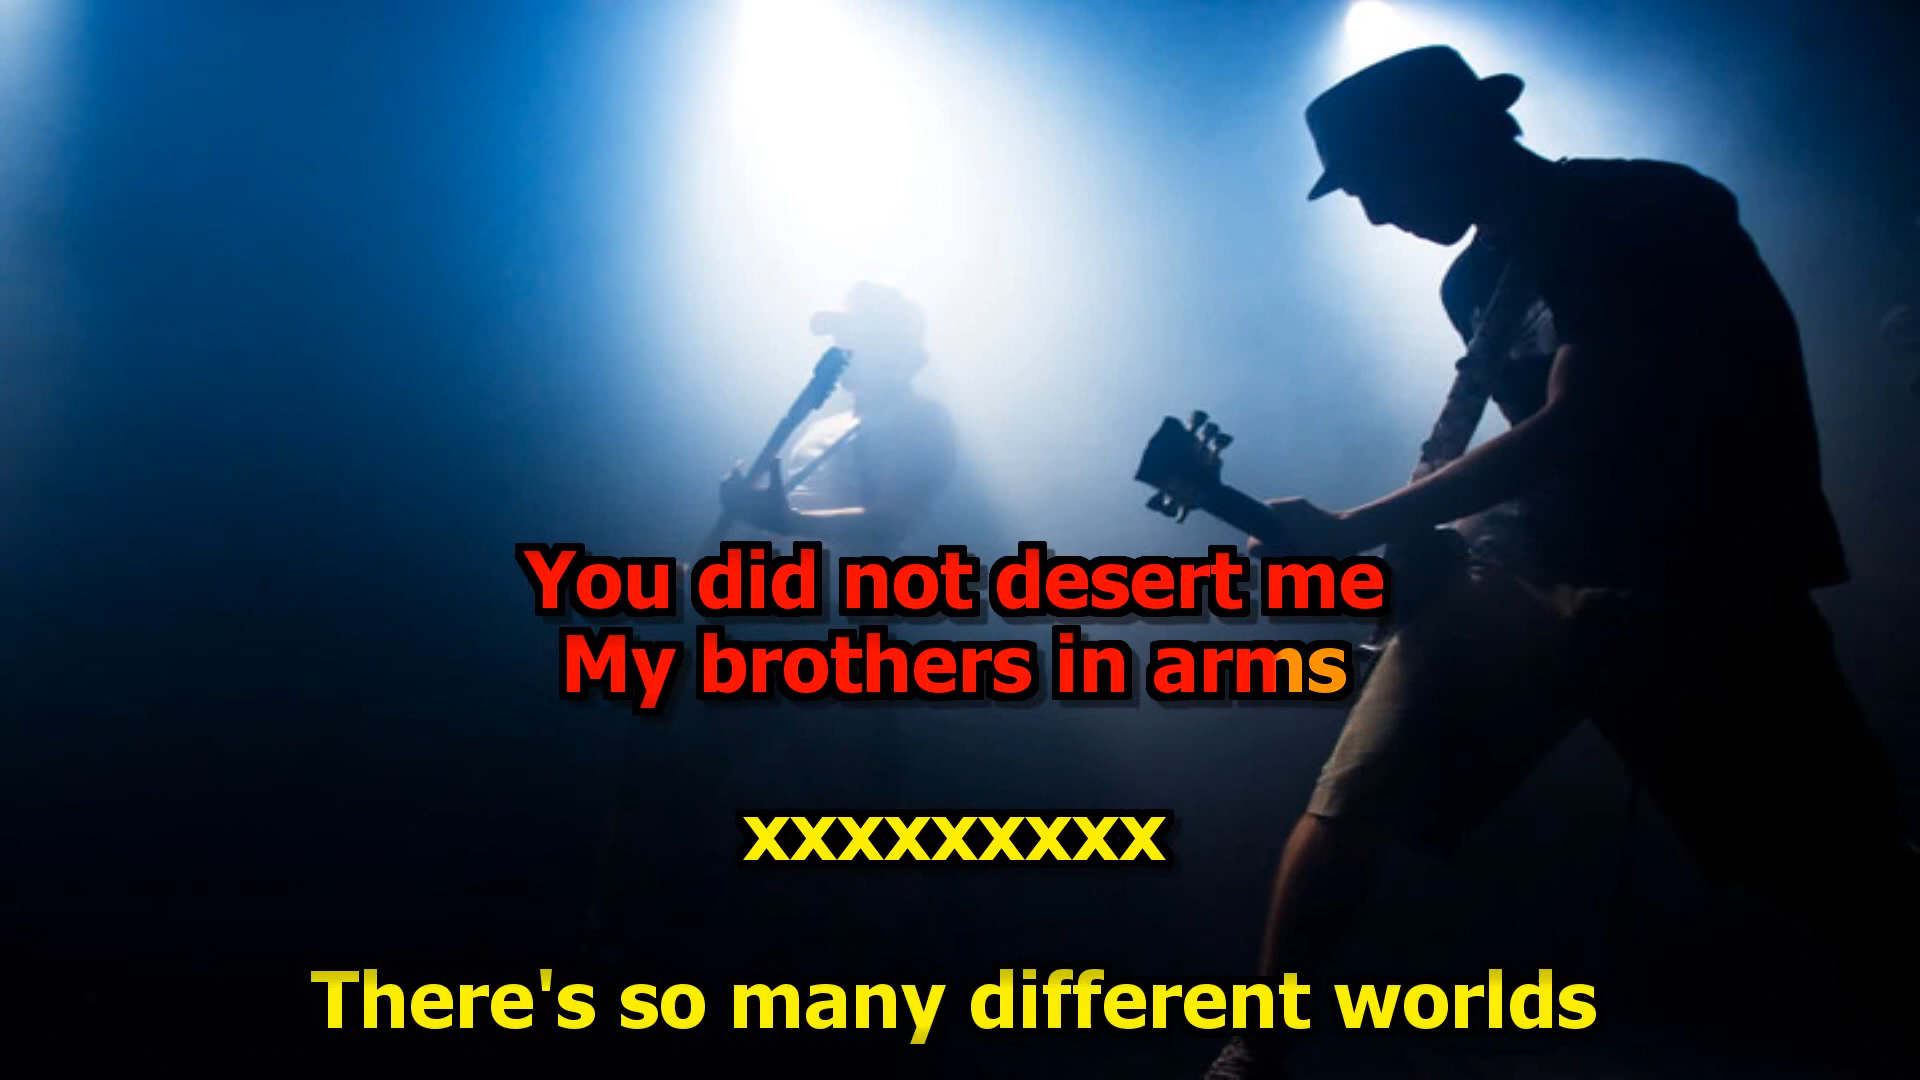 You did not desert me
My brothers in arms
xxxxxxxxx
There's so many different worlds